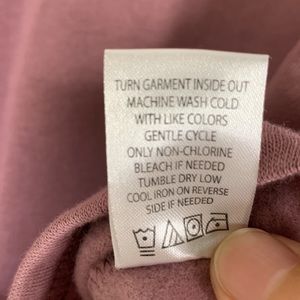 TURN GARMENT INSIDE OUT
MACHINE WASH COLD
WITH LIKE COLORS
GENTLE CYCLE
ONLY NON-CHLORINE
BLEACH IF NEEDED
TUMBLE DRY LOW
COOL IRON ON REVERSE
SIDE IF NEEDED